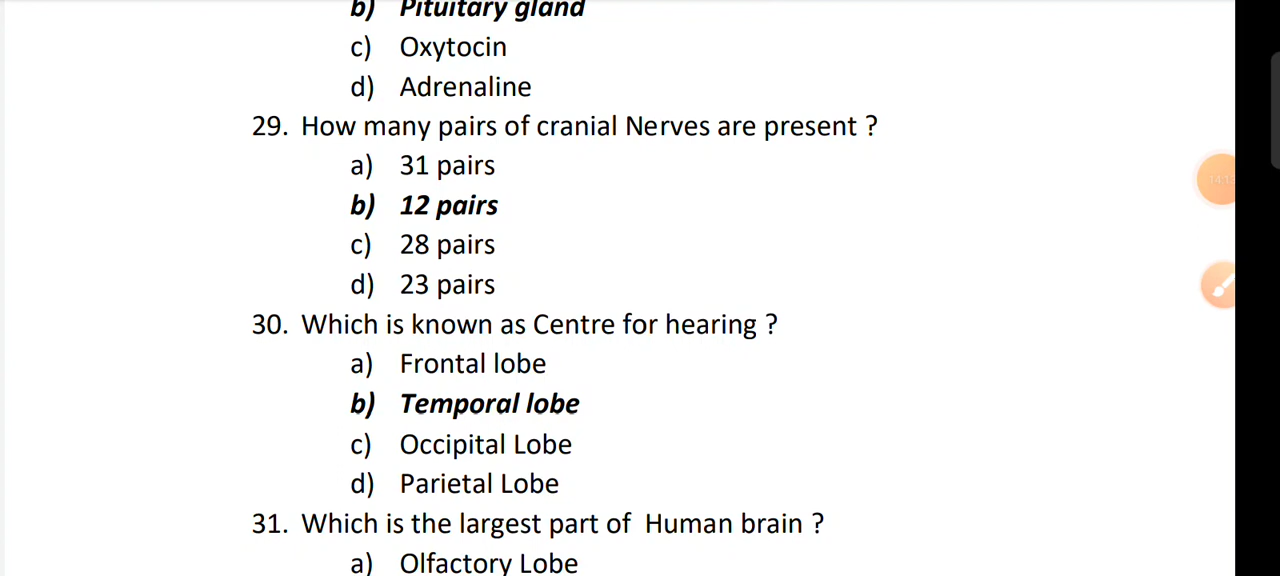 b) Pituitary gland
c) Oxytocin
d) Adrenaline
29. How many pairs of cranial Nerves are present ?
a) 31 pairs
b) 12 pairs
c) 28 pairs
d) 23 pairs
30. Which is known as Centre for hearing ?
a) Frontal lobe
b) Temporal lobe
c) Occipital Lobe
d) Parietal Lobe
31. Which is the largest part of Human brain ?
a) Olfactory Lobe